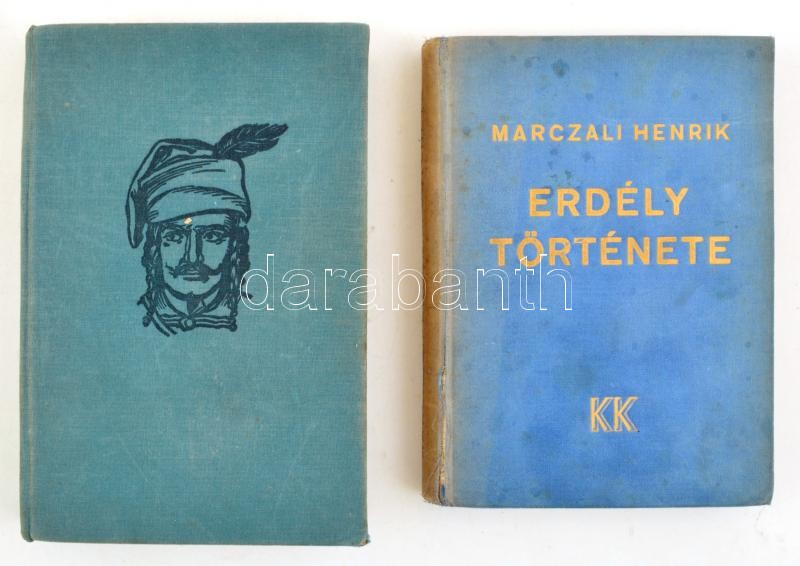 MARCZALI HENRIK
ERDÉLY
TÖRTÉNETE
darabanth
KK